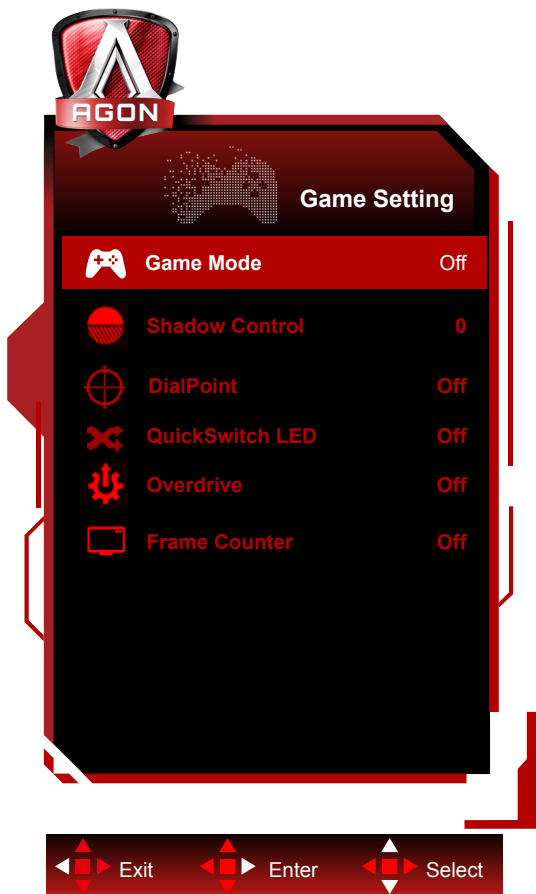 AGON
Game Setting
Game Mode Off
Shadow Control 0
DialPoint Off
QuickSwitch LED Off
Overdrive Off
Frame Counter Off
Exit Enter Select